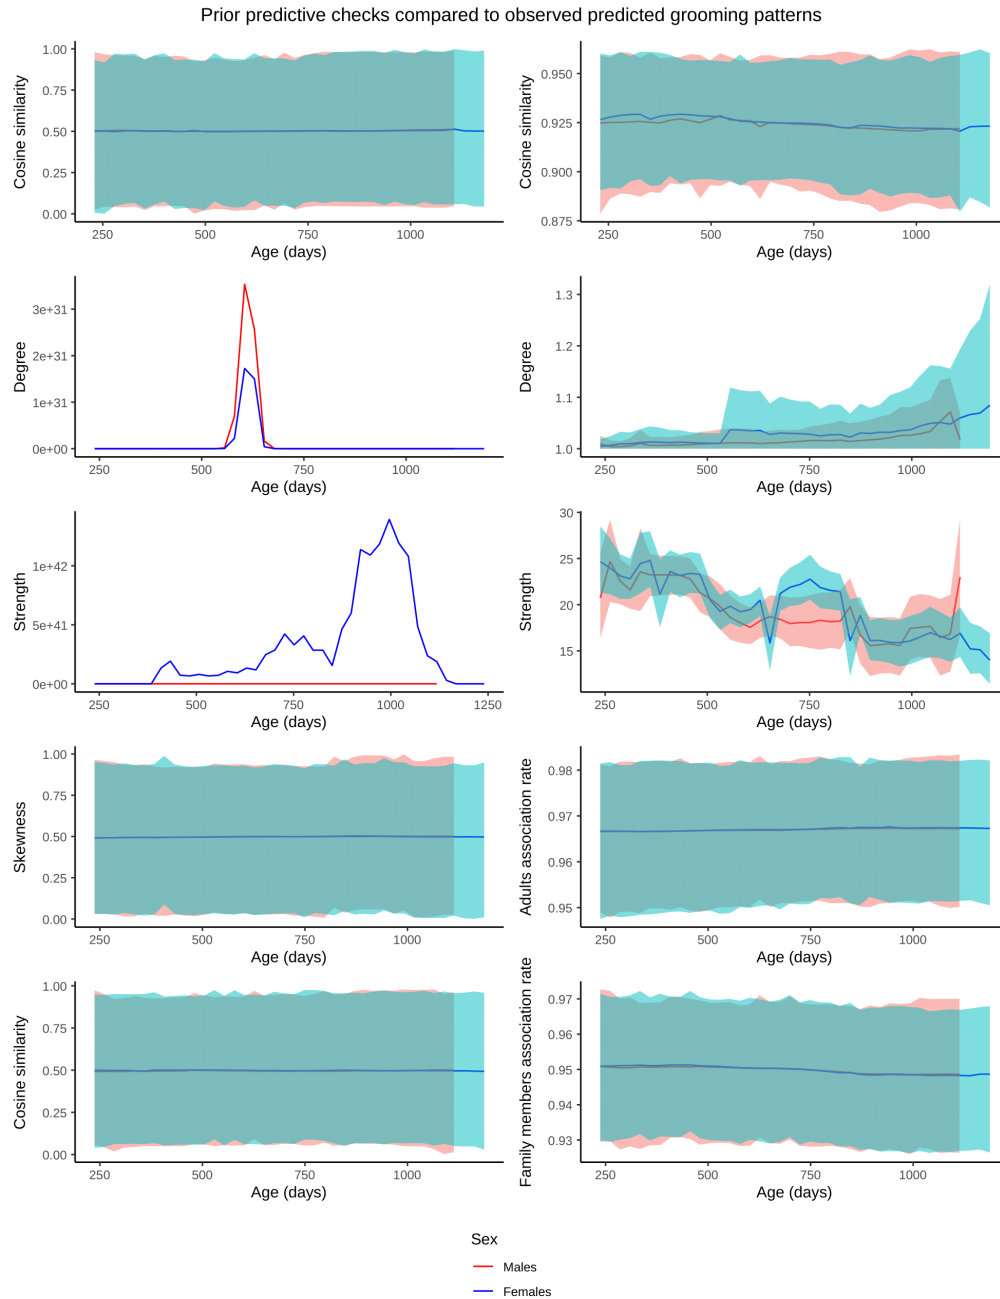 Prior predictive checks compared to observed predicted grooming patterns
Cosine similarity
1.00
0.75
0.50
0.25
0.00
250 500 750 1000
Age (days)
Cosine similarity
0.950
0.925
0.900
0.875
250 500 750 1000
Age (days)
Degree
3e+31
2e+31
1e+31
0e+00
250 500 750 1000
Age (days)
Degree
1.3
1.2
1.1
1.0
250 500 750 1000
Age (days)
Strength
1e+42
5e+41
0e+00
250 500 750 1000 1250
Age (days)
Strength
30
25
20
15
250 500 750 1000
Age (days)
Skewness
1.00
0.75
0.50
0.25
0.00
250 500 750 1000
Age (days)
Adults association rate
0.98
0.97
0.96
0.95
250 500 750 1000
Age (days)
Cosine similarity
1.00
0.75
0.50
0.25
0.00
250 500 750 1000
Age (days)
Family members association rate
0.97
0.96
0.95
0.94
0.93
250 500 750 1000
Age (days)
Sex
Males
Females